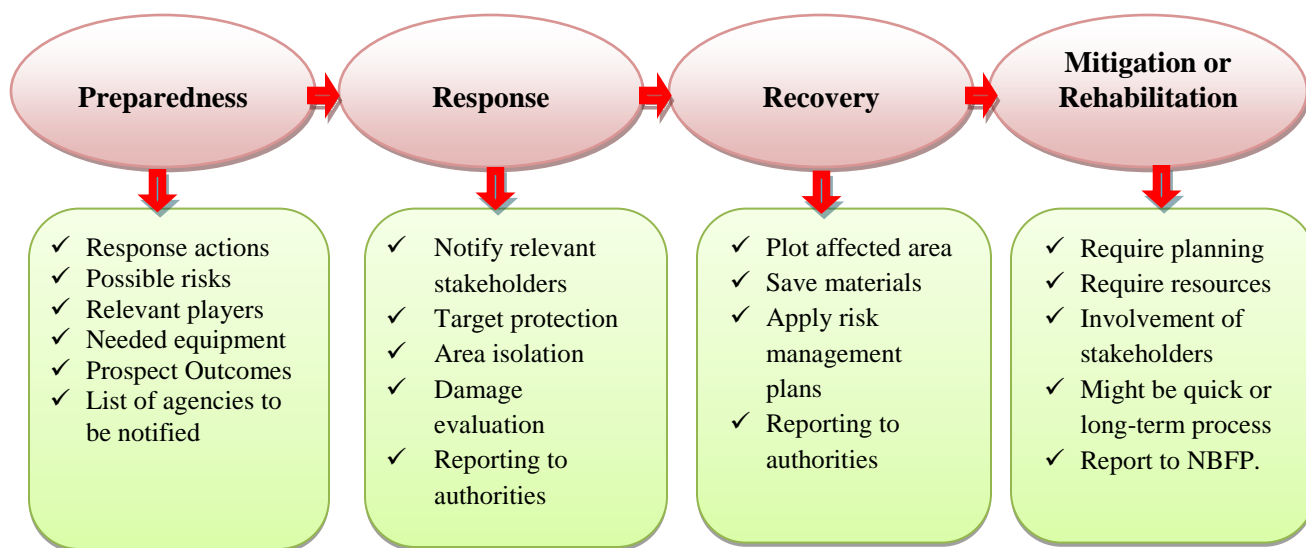 Preparedness
Response
Recovery
Mitigation or
Rehabilitation
✓ Response actions
✓ Possible risks
✓ Relevant players
✓ Needed equipment
✓ Prospect Outcomes
✓ List of agencies to
be notified
✓ Notify relevant
stakeholders
✓ Target protection
✓ Area isolation
✓ Damage
evaluation
✓ Reporting to
authorities
✓ Plot affected area
✓ Save materials
✓ Apply risk
management
plans
✓ Reporting to
authorities
✓ Require planning
✓ Require resources
✓ Involvement of
stakeholders
✓ Might be quick or
long-term process
✓ Report to NBFP.